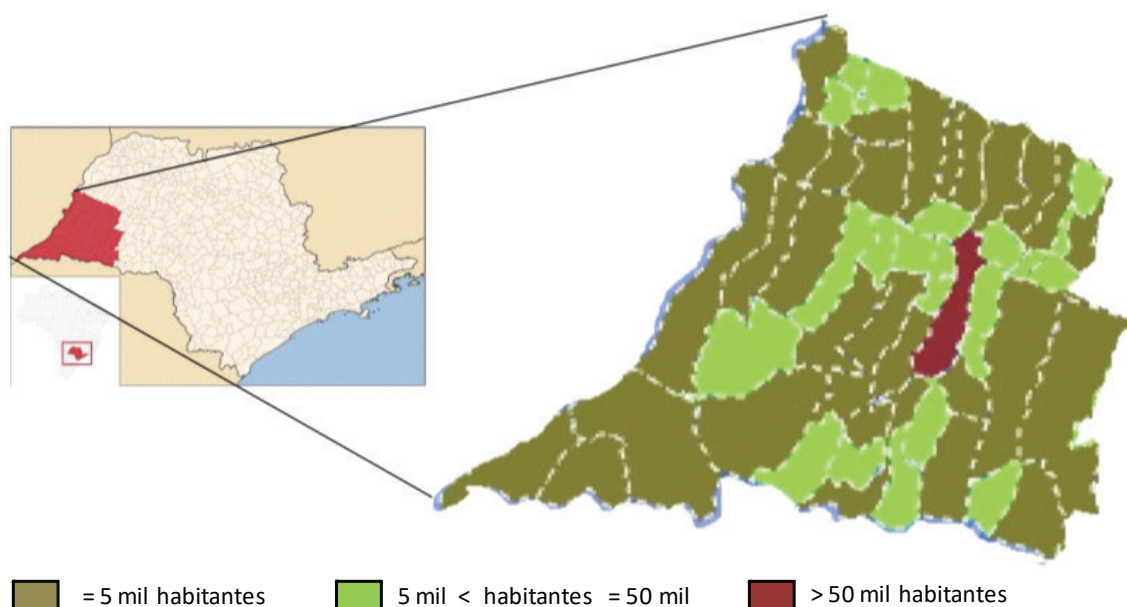 = 5 mil habitantes
5 mil < habitantes = 50 mil
> 50 mil habitantes